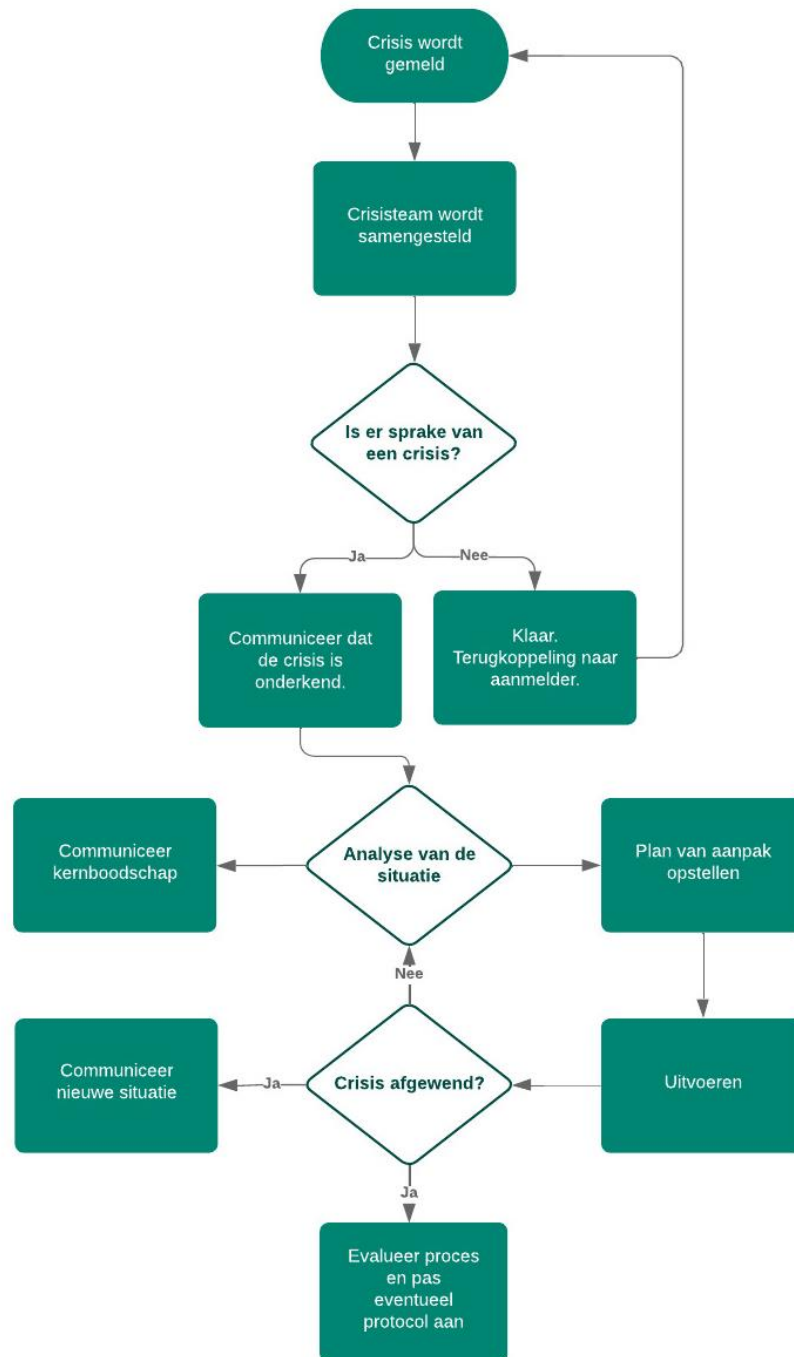 Crisis wordt
gemeld
Crisisteam wordt
samengesteld
Is er sprake van
een crisis?
Ja
Nee
Communiceer dat
de crisis is
onderkend.
Klaar.
Terugkoppeling naar
aanmelder.
Communiceer
kernboodschap
Analyse van de
situatie
Plan van aanpak
opstellen
Nee
Communiceer
nieuwe situatie
Ja
Crisis afgewend?
Uitvoeren
Ja
Evalueer proces
en pas
eventueel
protocol aan